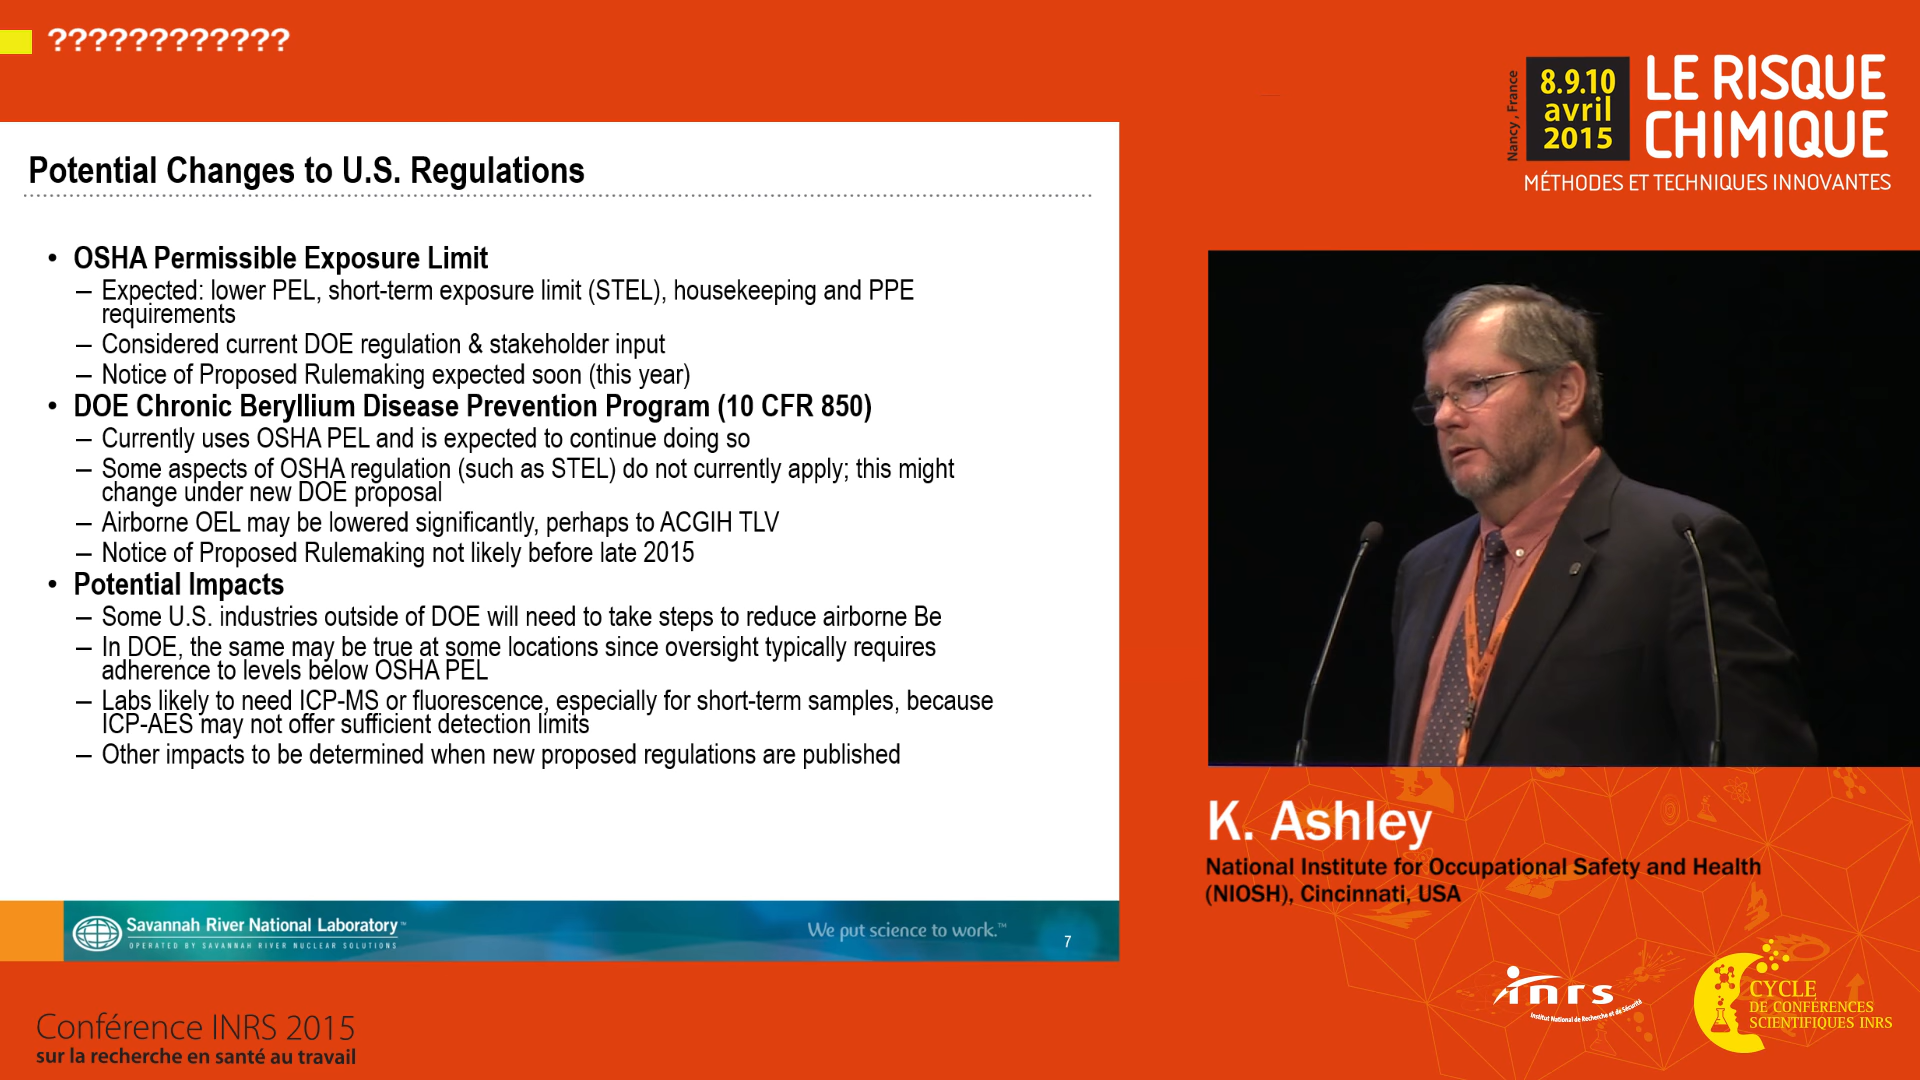 ????????????
Nancy, France
8.9.10
avril
2015
LE RISQUE
CHIMIQUE
MÉTHODES ET TECHNIQUES INNOVANTES
Potential Changes to U.S. Regulations
• OSHA Permissible Exposure Limit
– Expected: lower PEL, short-term exposure limit (STEL), housekeeping and PPE
requirements
– Considered current DOE regulation & stakeholder input
– Notice of Proposed Rulemaking expected soon (this year)
• DOE Chronic Beryllium Disease Prevention Program (10 CFR 850)
– Currently uses OSHA PEL and is expected to continue doing so
– Some aspects of OSHA regulation (such as STEL) do not currently apply; this might
change under new DOE proposal
– Airborne OEL may be lowered significantly, perhaps to ACGIH TLV
– Notice of Proposed Rulemaking not likely before late 2015
• Potential Impacts
– Some U.S. industries outside of DOE will need to take steps to reduce airborne Be
– In DOE, the same may be true at some locations since oversight typically requires
adherence to levels below OSHA PEL
– Labs likely to need ICP-MS or fluorescence, especially for short-term samples, because
ICP-AES may not offer sufficient detection limits
– Other impacts to be determined when new proposed regulations are published
Savannah River National Laboratory™
OPERATED BY SAVANNAH RIVER NUCLEAR SOLUTIONS
We put science to work.™
7
K. Ashley
National Institute for Occupational Safety and Health
(NIOSH), Cincinnati, USA
Conférence INRS 2015
sur la recherche en santé au travail
inrs
Institut National de Recherche et de Sécurité
CYCLE
DE CONFÉRENCES
SCIENTIFIQUES INRS